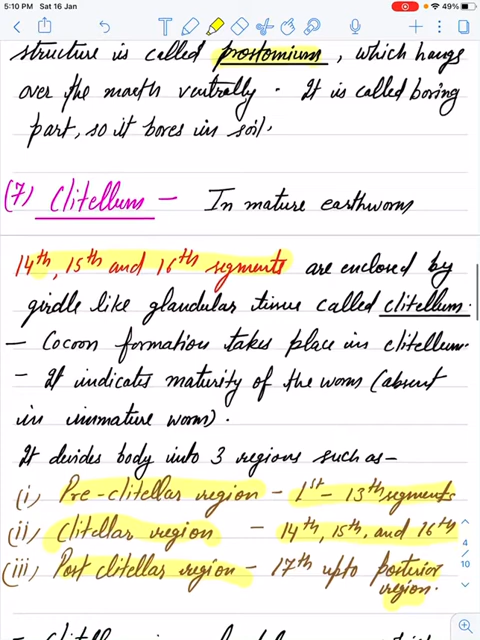 5:10 PM Sat 16 Jan
49%
structure is called prostomium, which hangs
over the mouth ventrally. It is called boring
part, so it bores in soil.
(7) Clitellum - In mature earthworm
14th, 15th and 16th segments are enclosed by
girdle like glandular tissue called clitellum.
- Cocoon formation takes place in clitellum.
- It indicates maturity of the worm (absent
in immature worm).
It divides body into 3 regions such as-
(i) Pre-clitellar region - 1st - 13th segments
(ii) Clitellar region - 14th, 15th, and 16th
(iii) Post clitellar region - 17th upto posterior
region.
4
/
10